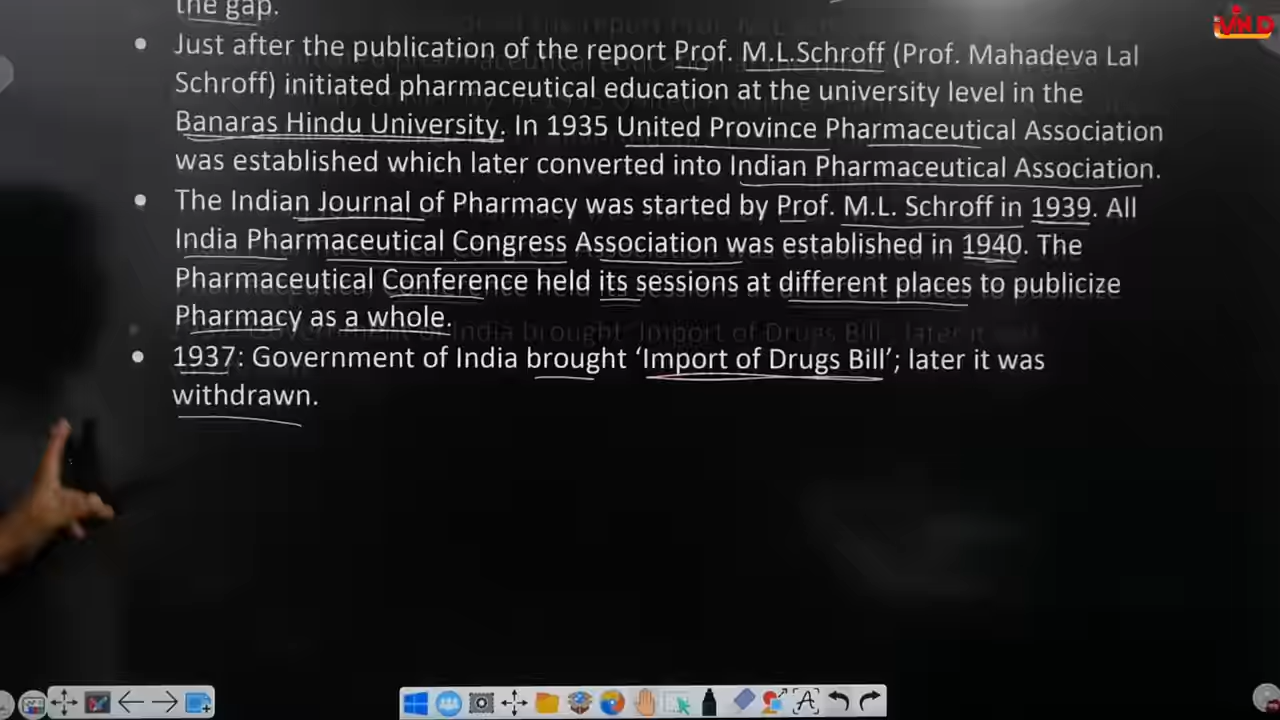 the gap.
• Just after the publication of the report Prof. M.L.Schroff (Prof. Mahadeva Lal
Schroff) initiated pharmaceutical education at the university level in the
Banaras Hindu University. In 1935 United Province Pharmaceutical Association
was established which later converted into Indian Pharmaceutical Association.
• The Indian Journal of Pharmacy was started by Prof. M.L. Schroff in 1939. All
India Pharmaceutical Congress Association was established in 1940. The
Pharmaceutical Conference held its sessions at different places to publicize
Pharmacy as a whole.
• 1937: Government of India brought ‘Import of Drugs Bill’; later it was
withdrawn.